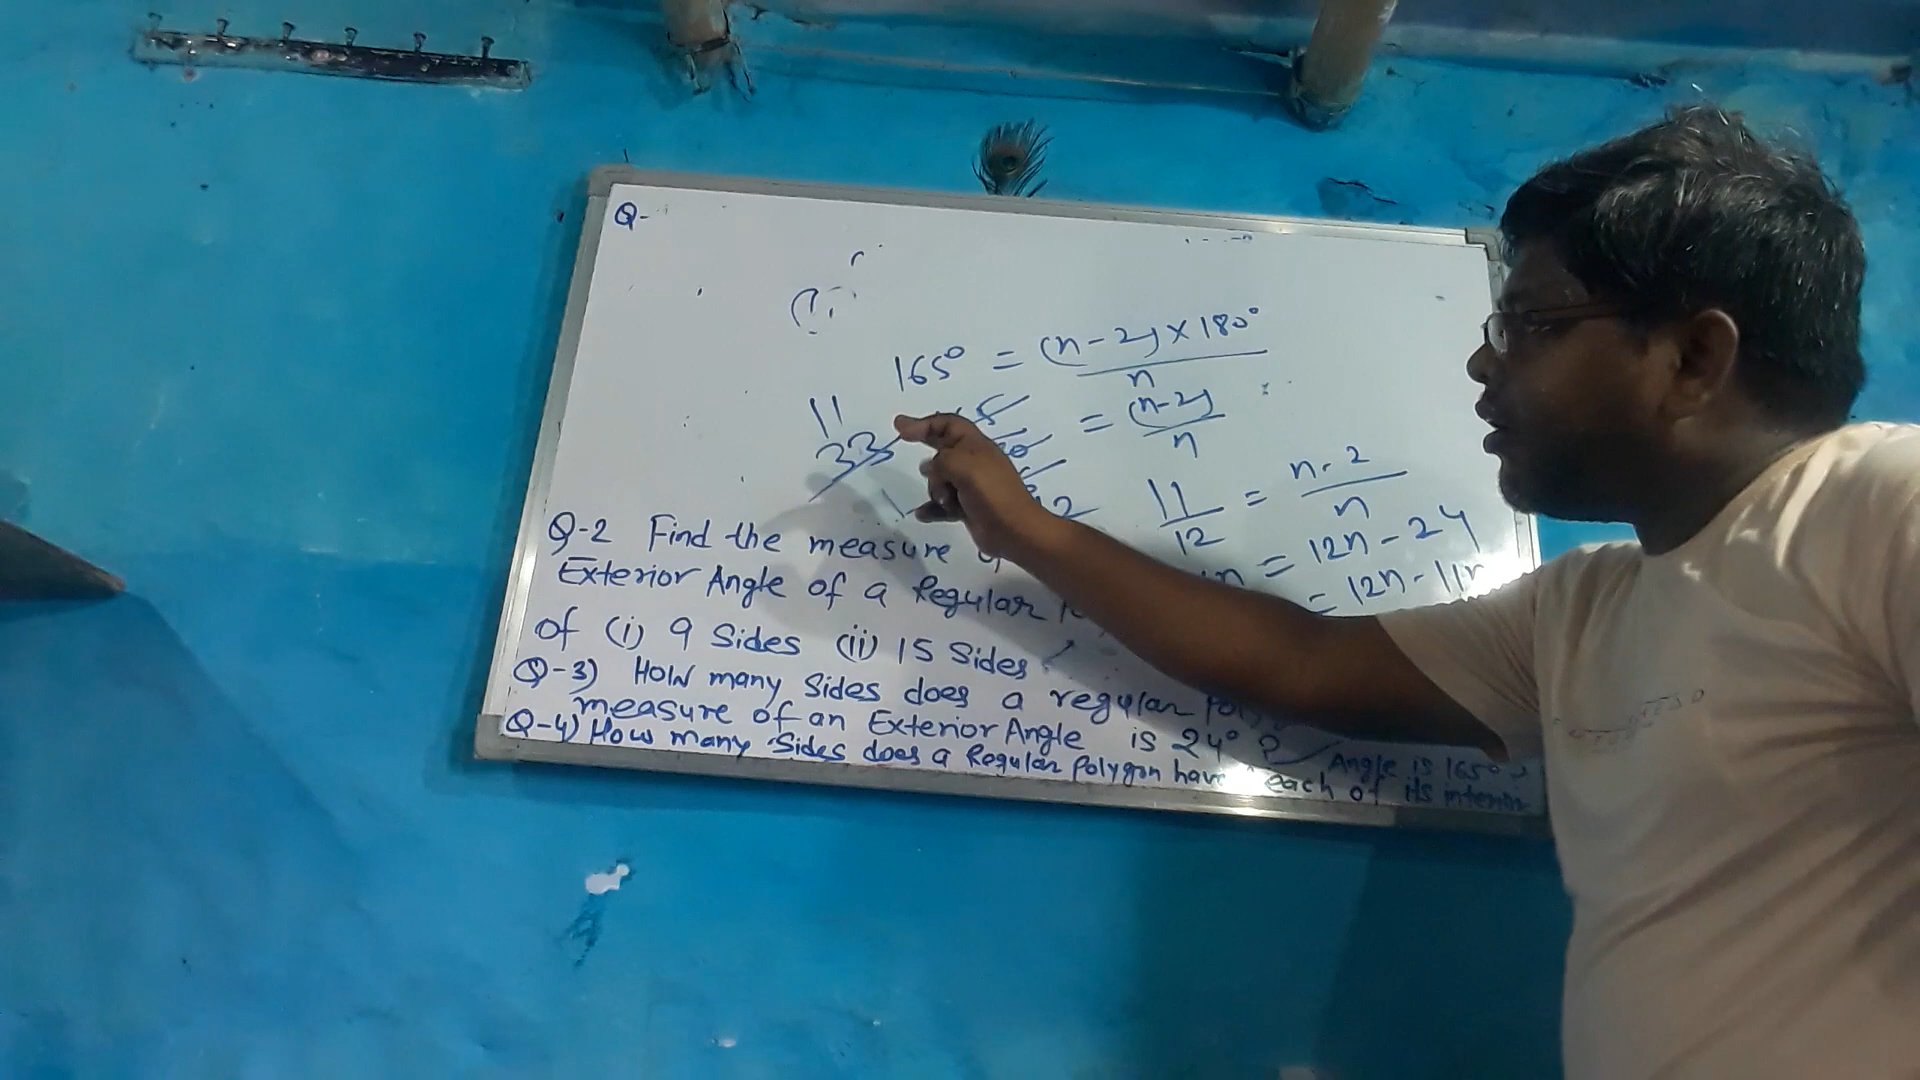 Q-
165° = (n-2) × 180°
n
11
= (n-2)
n
33
11 = n-2
12 n
= 12n - 24
= 12n - 11n
Q-2 Find the measure
Exterior Angle of a Regular
of (i) 9 Sides (ii) 15 Sides
Q-3) How many Sides does a regular
measure of an Exterior Angle is 24° ?
Q-4) How many Sides does a Regular Polygon have each of its interior
Angle is 165° ?